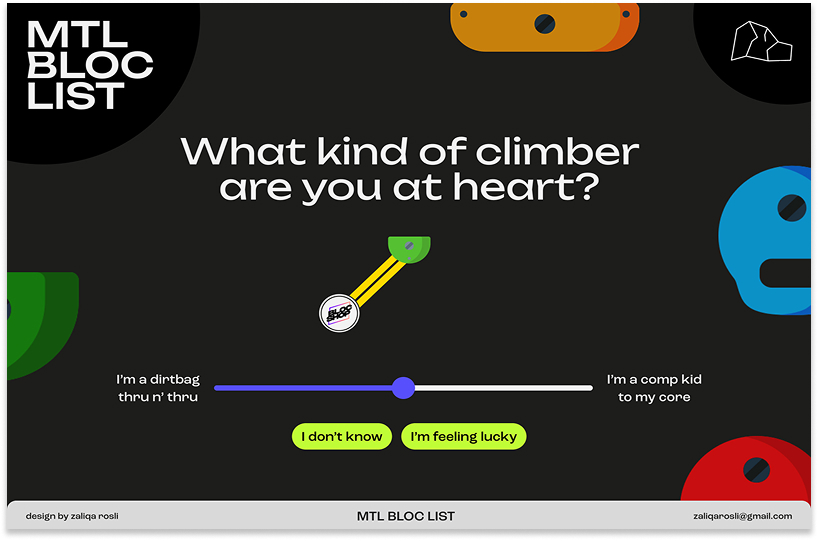 MTL
BLOC
LIST
What kind of climber
are you at heart?
BLOC
SHOP
I'm a dirtbag
thru n' thru
I'm a comp kid
to my core
I don't know
I'm feeling lucky
design by zaliqa rosli
MTL BLOC LIST
zaliqarosli@gmail.com